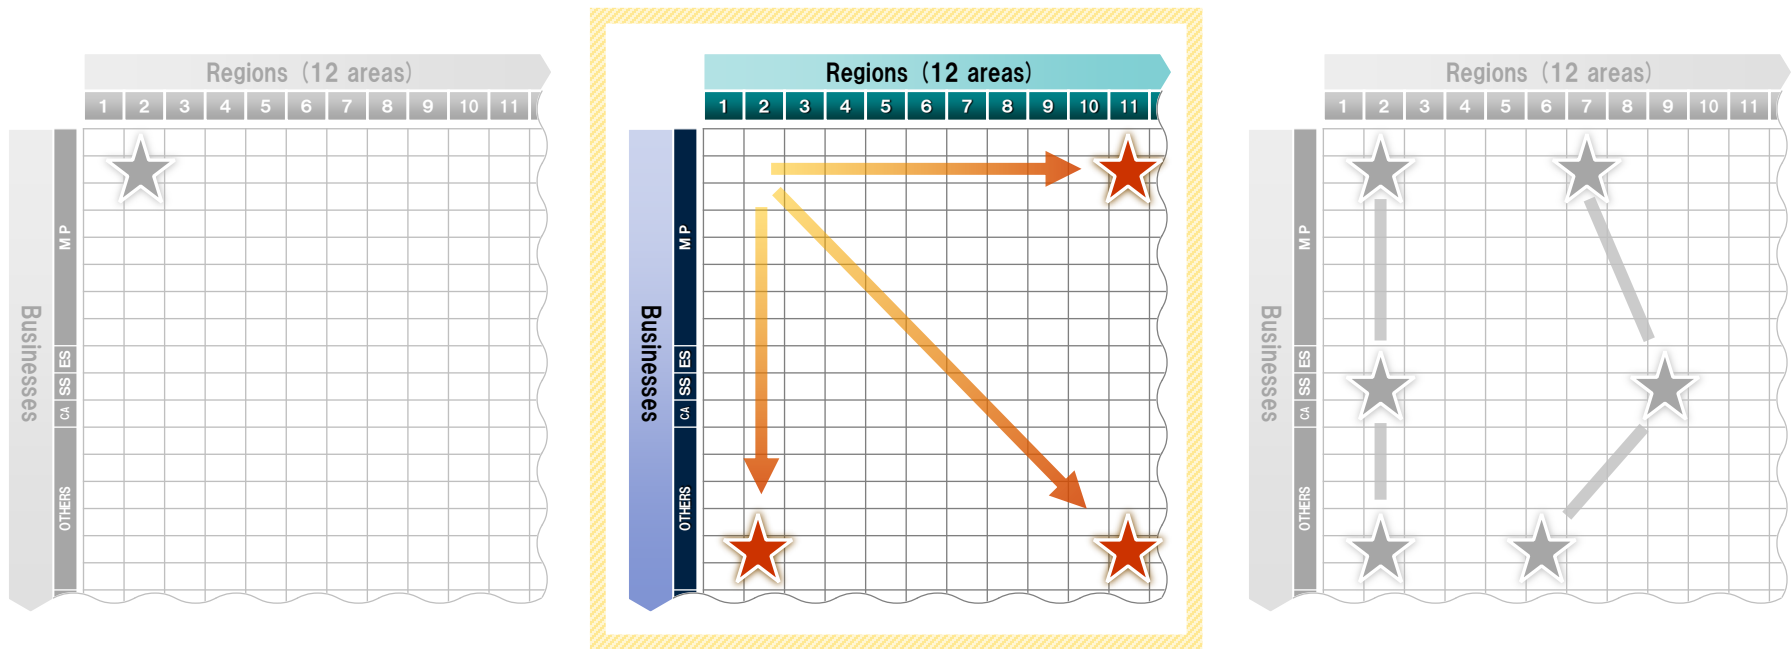 Regions (12 areas)
1 2 3 4 5 6 7 8 9 10 11
Businesses
MP
ES
SS
CA
OTHERS
Regions (12 areas)
1 2 3 4 5 6 7 8 9 10 11
Businesses
MP
ES
SS
CA
OTHERS
Regions (12 areas)
1 2 3 4 5 6 7 8 9 10 11
Businesses
MP
ES
SS
CA
OTHERS